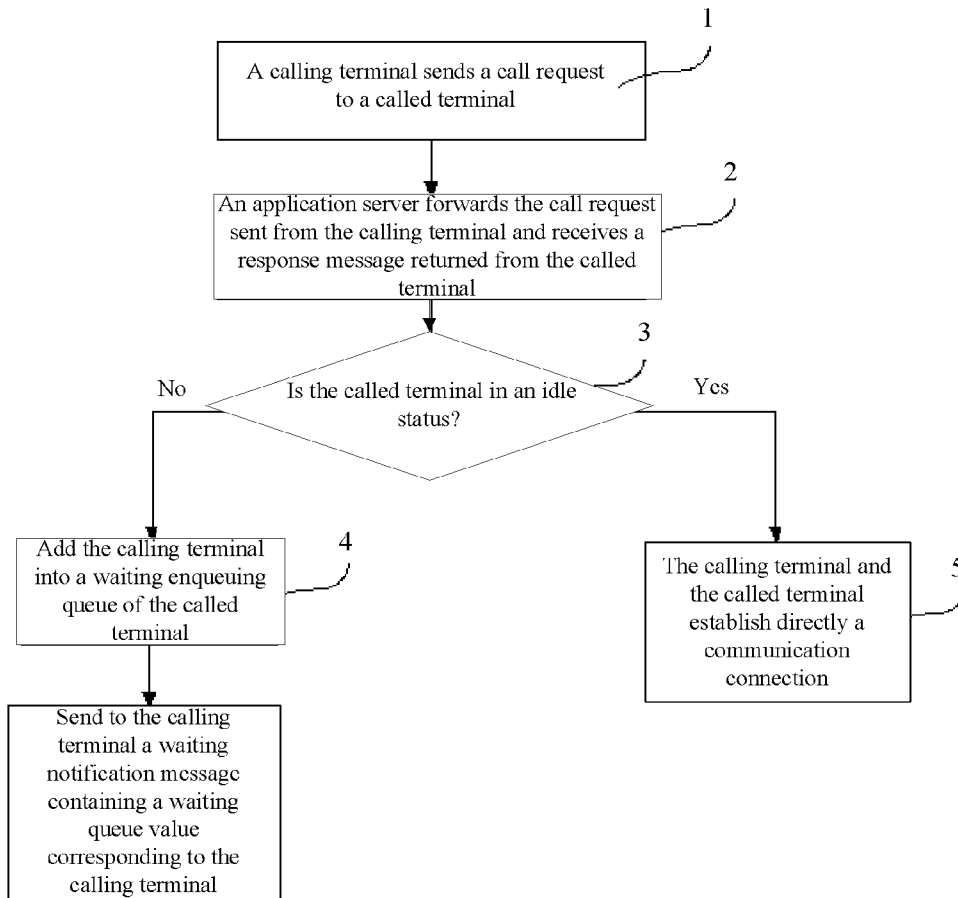 1
A calling terminal sends a call request
to a called terminal
2
An application server forwards the call request
sent from the calling terminal and receives a
response message returned from the called
terminal
3
Is the called terminal in an idle
status?
No
Yes
4
Add the calling terminal
into a waiting enqueuing
queue of the called
terminal
5
The calling terminal and
the called terminal
establish directly a
communication
connection
Send to the calling
terminal a waiting
notification message
containing a waiting
queue value
corresponding to the
calling terminal